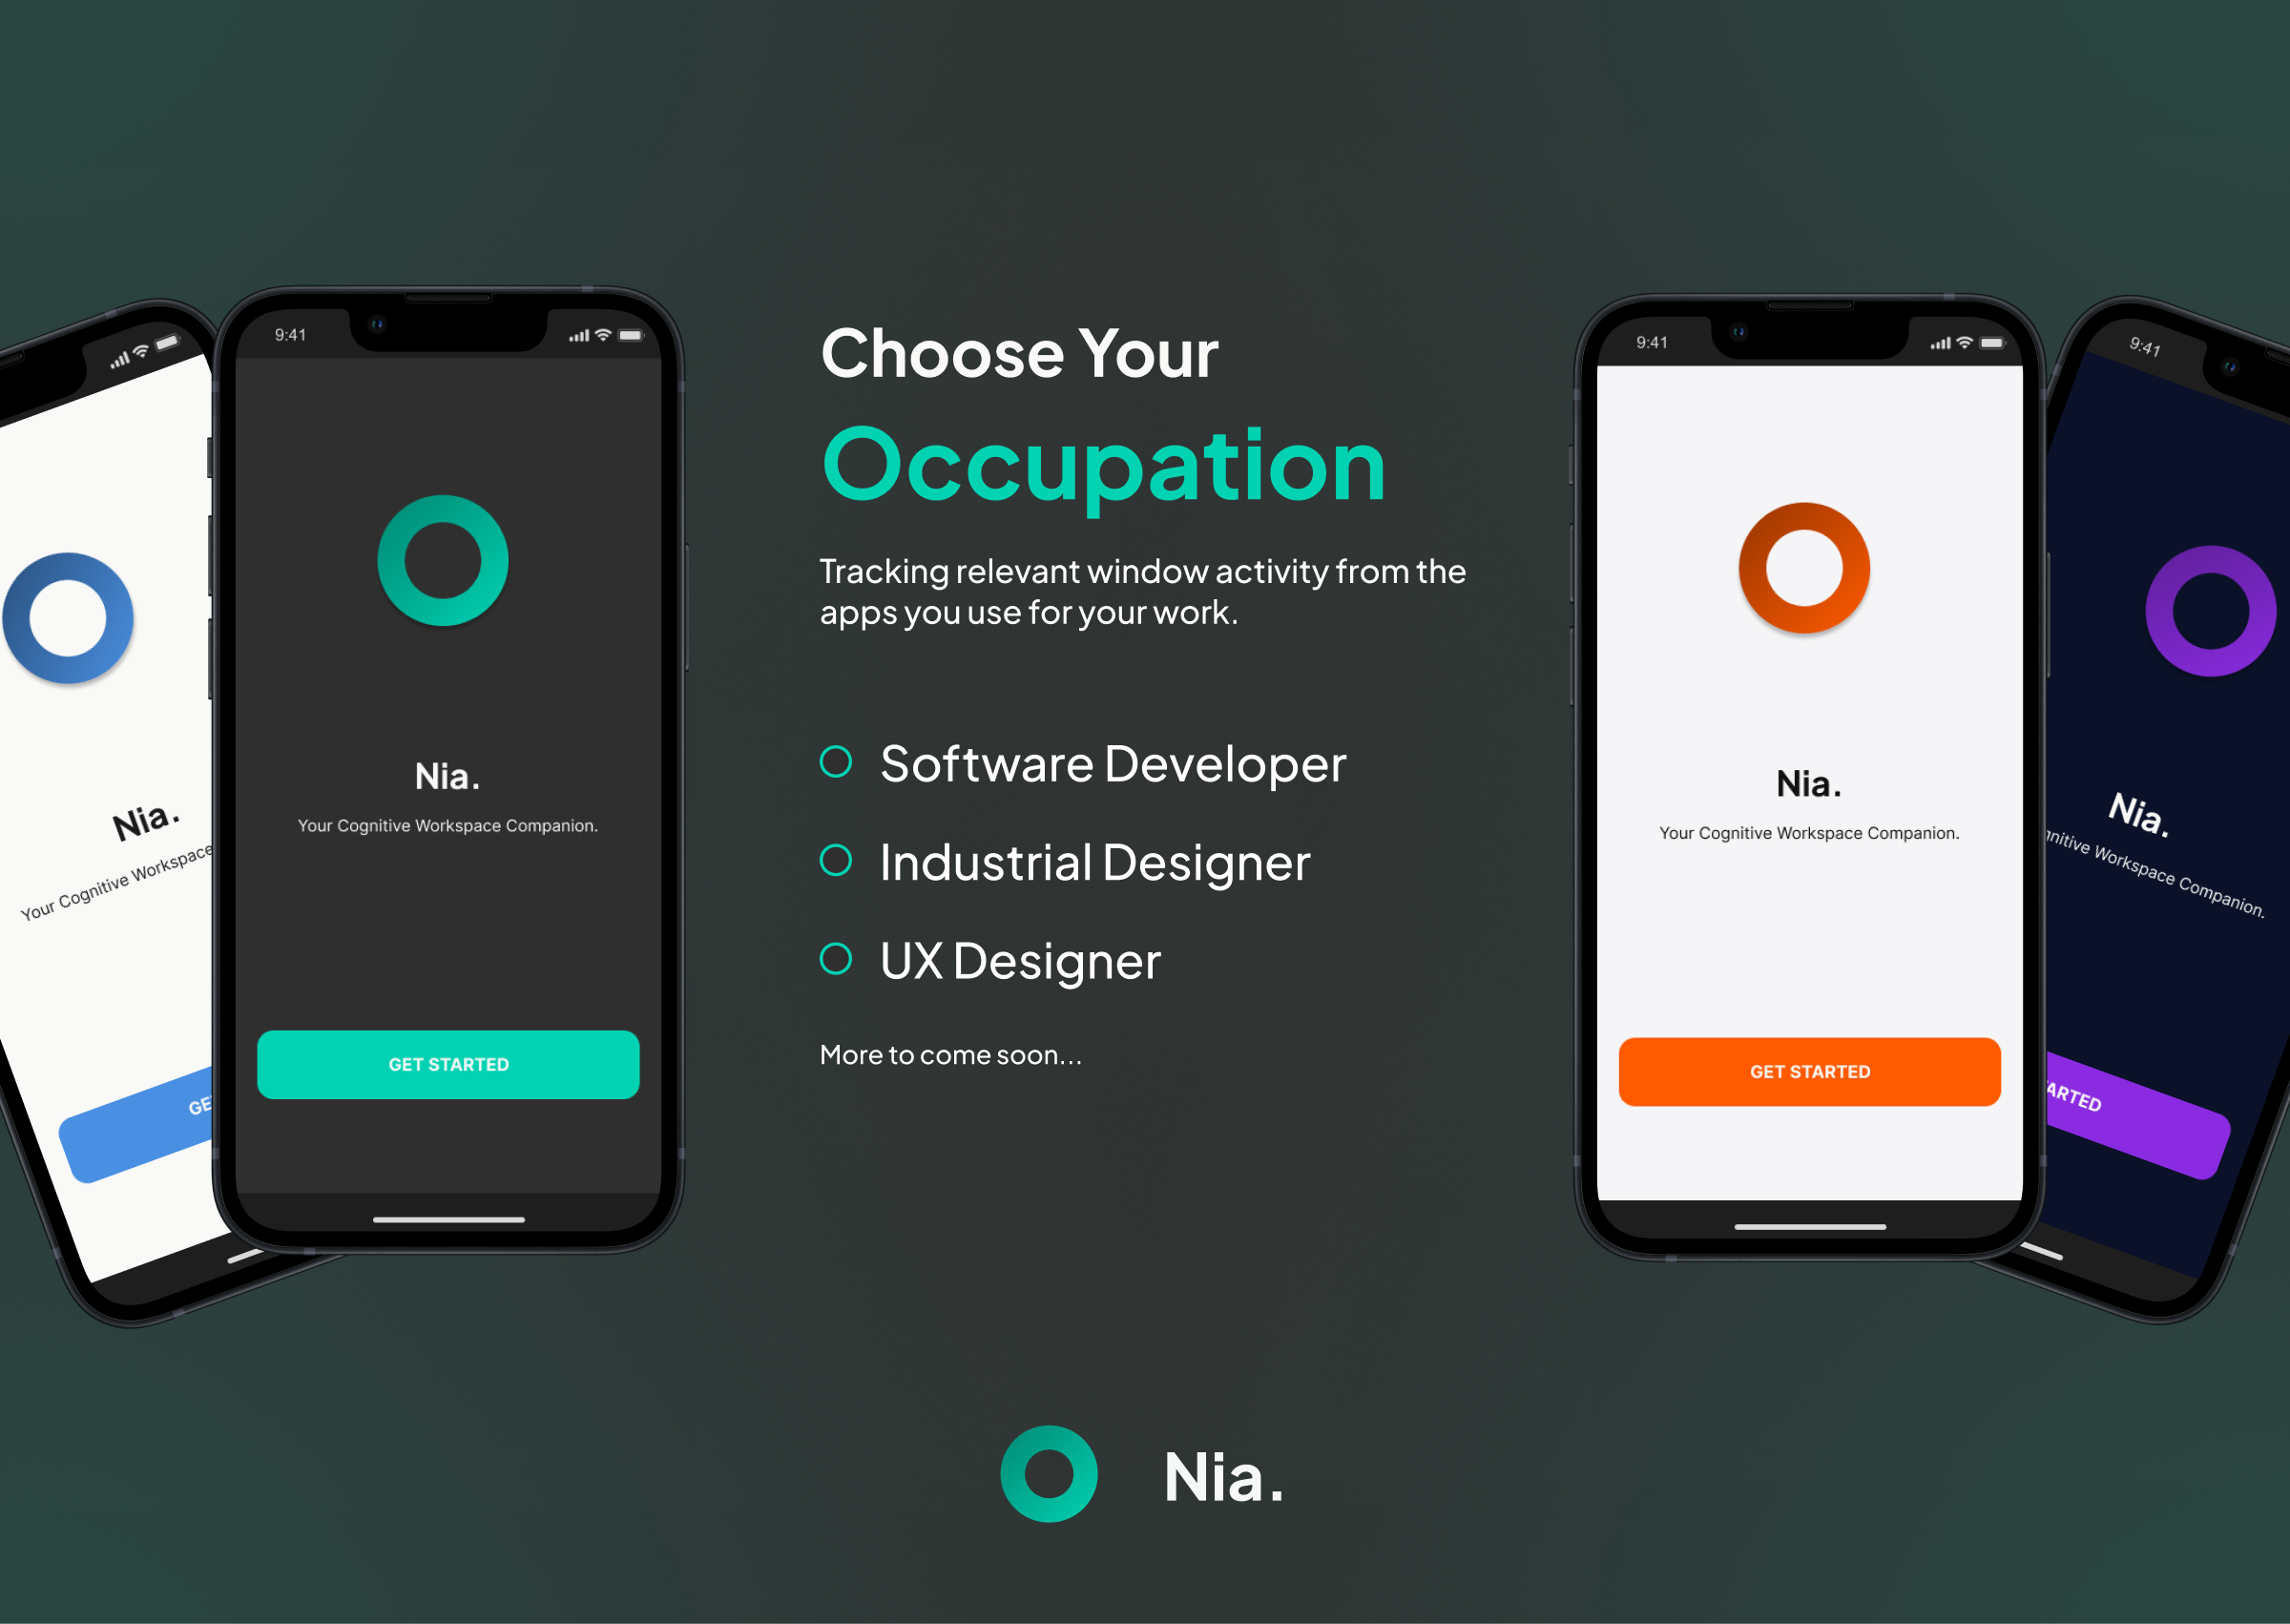 9:41
Nia.
Your Cognitive Workspace
9:41
Nia.
Your Cognitive Workspace Companion.
GET STARTED
Choose Your
Occupation
Tracking relevant window activity from the
apps you use for your work.
Software Developer
Industrial Designer
UX Designer
More to come soon...
9:41
Nia.
Your Cognitive Workspace Companion.
GET STARTED
Nia.
Workspace Companion.
Nia.